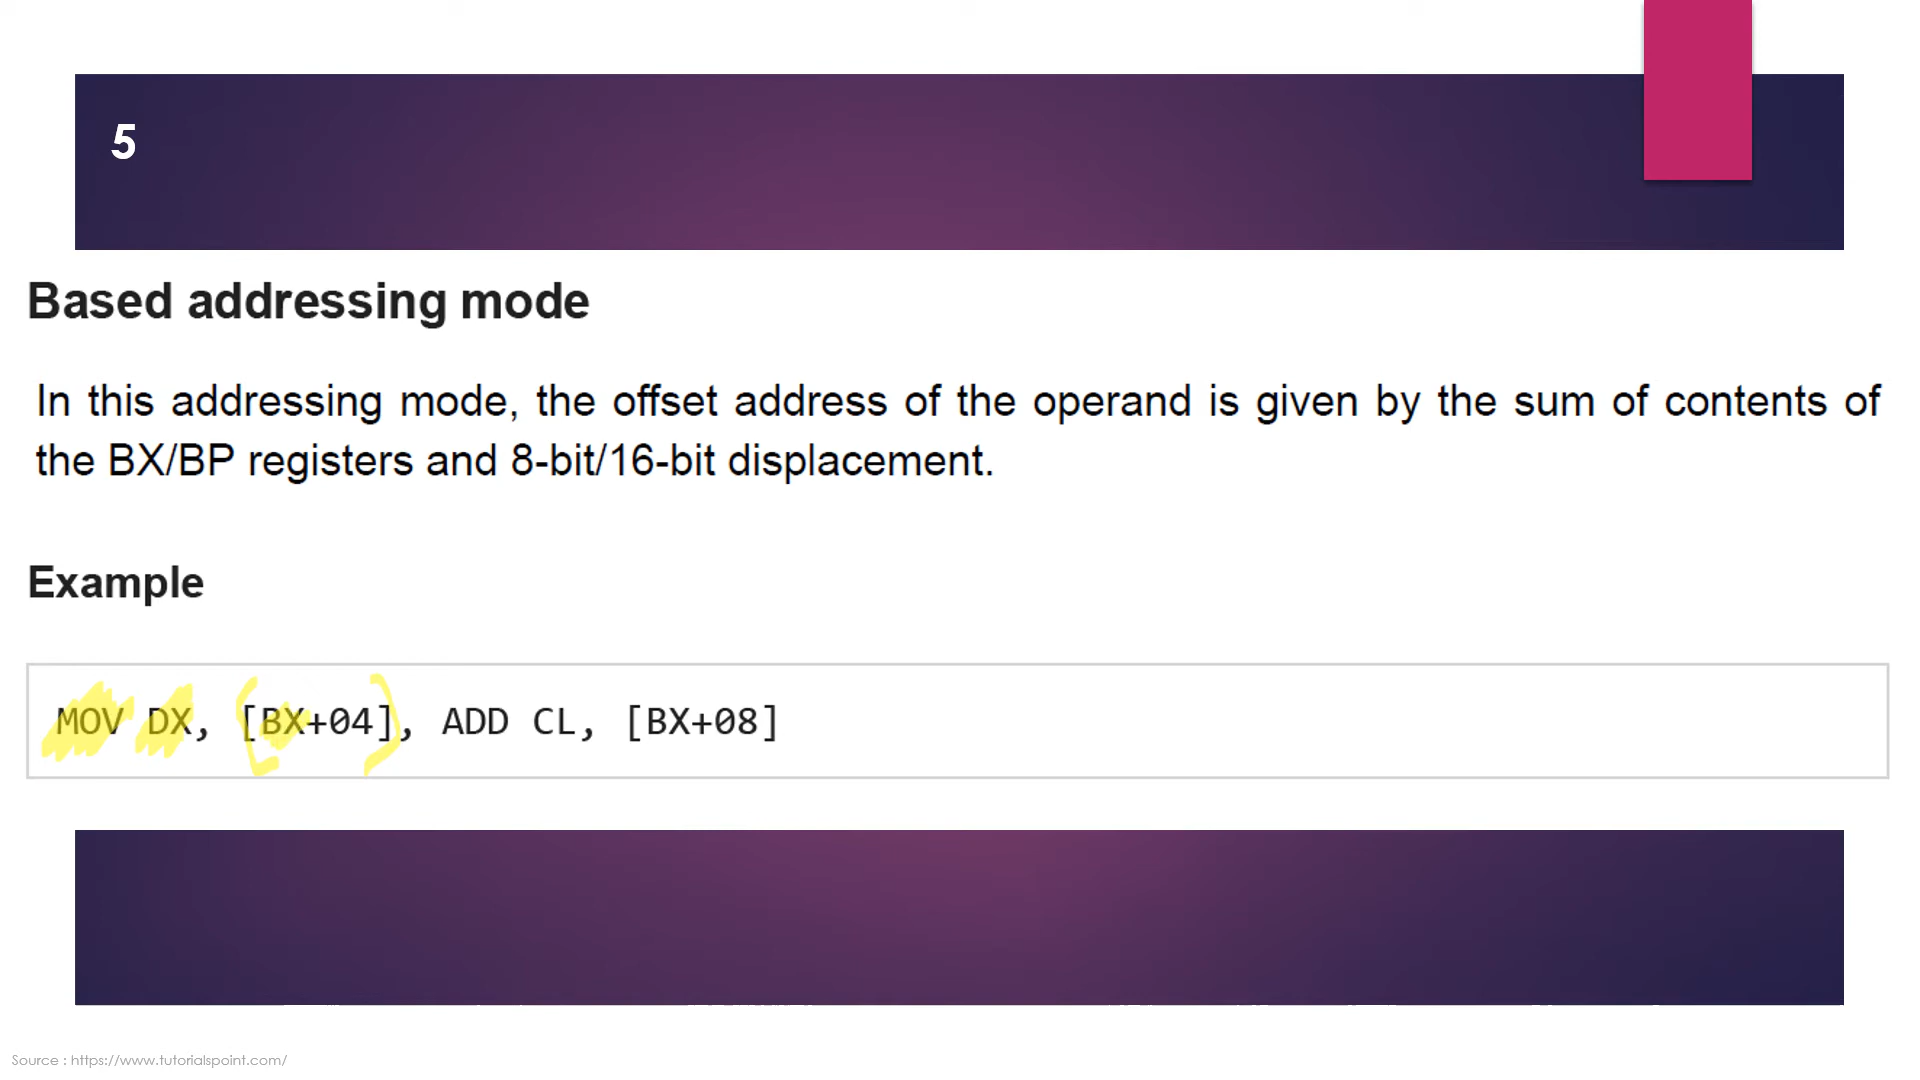 5
Based addressing mode
In this addressing mode, the offset address of the operand is given by the sum of contents of
the BX/BP registers and 8-bit/16-bit displacement.
Example
MOV DX, [BX+04], ADD CL, [BX+08]
Source : https://www.tutorialspoint.com/